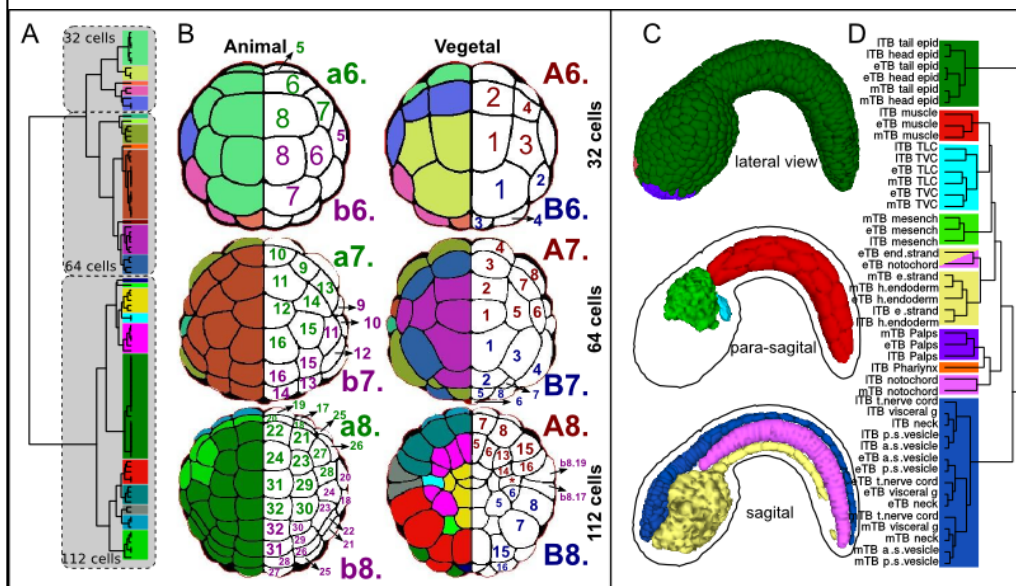 A
32 cells
64 cells
112 cells
B
Animal
Vegetal
5
a6.
6
7
8
5
8
6
7
b6.
A6.
2
4
1
3
1
2
3
4
B6.
32 cells
a7.
10
9
11
13
14
12
9
10
15
11
16
12
15
16
13
14
b7.
A7.
4
3
8
7
2
1
5
6
1
3
2
7
5
8
6
B7.
64 cells
a8.
19
17
25
22
21
26
24
23
27
28
31
29
20
24
18
32
30
23
32
30
22
29
21
31
26
28
27
25
b8.
A8.
7
8
5
6
13
15
14
16
*
b8.19
6
b8.17
5
8
7
15
16
B8.
112 cells
C
lateral view
para-sagital
sagital
D
lTB tail epid
lTB head epid
eTB tail epid
eTB head epid
mTB tail epid
mTB head epid
lTB muscle
eTB muscle
mTB muscle
lTB TLC
lTB TVC
eTB TLC
mTB TLC
eTB TVC
mTB TVC
mTB mesench
eTB mesench
lTB mesench
eTB end.strand
eTB notochord
mTB e.strand
mTB h.endoderm
eTB h.endoderm
lTB e .strand
lTB h.endoderm
mTB Palps
eTB Palps
lTB Palps
lTB Pharlynx
lTB notochord
mTB notochord
lTB t.nerve cord
lTB visceral g
lTB neck
lTB p.s.vesicle
lTB a.s.vesicle
eTB a.s.vesicle
eTB p.s.vesicle
eTB t.nerve cord
eTB visceral g
eTB neck
mTB t.nerve cord
mTB visceral g
mTB neck
mTB a.s.vesicle
mTB p.s.vesicle